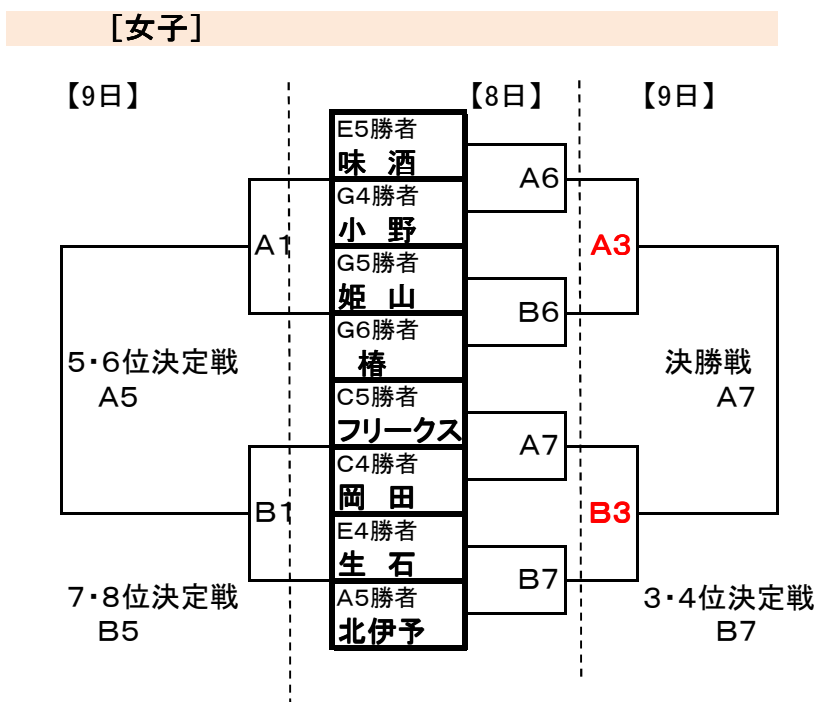 ［女子］
【9日】
【8日】
【9日】
E5勝者
味 酒
A6
G4勝者
小 野
A1
A3
G5勝者
姫 山
B6
G6勝者
椿
5・6位決定戦
A5
決勝戦
A7
C5勝者
フリークス
A7
C4勝者
岡 田
B1
B3
E4勝者
生 石
B7
A5勝者
北伊予
7・8位決定戦
B5
3・4位決定戦
B7